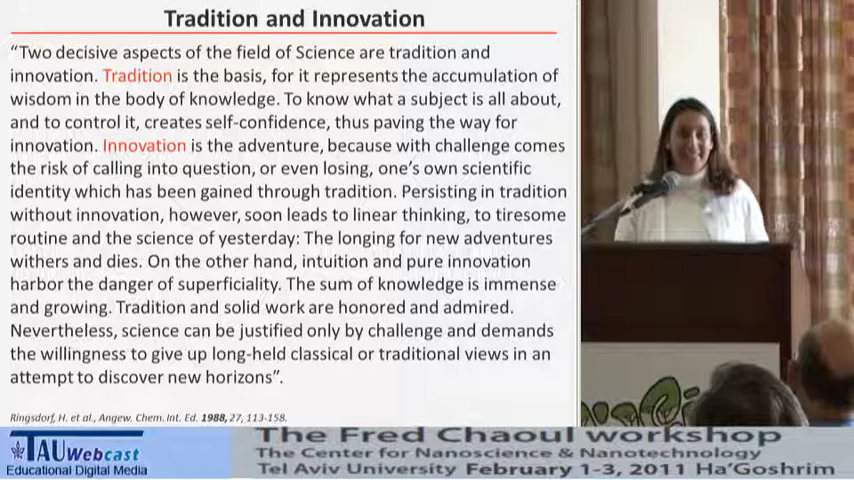 Tradition and Innovation
“Two decisive aspects of the field of Science are tradition and
innovation. Tradition is the basis, for it represents the accumulation of
wisdom in the body of knowledge. To know what a subject is all about,
and to control it, creates self-confidence, thus paving the way for
innovation. Innovation is the adventure, because with challenge comes
the risk of calling into question, or even losing, one’s own scientific
identity which has been gained through tradition. Persisting in tradition
without innovation, however, soon leads to linear thinking, to tiresome
routine and the science of yesterday: The longing for new adventures
withers and dies. On the other hand, intuition and pure innovation
harbor the danger of superficiality. The sum of knowledge is immense
and growing. Tradition and solid work are honored and admired.
Nevertheless, science can be justified only by challenge and demands
the willingness to give up long-held classical or traditional views in an
attempt to discover new horizons”.
Ringsdorf, H. et al., Angew. Chem. Int. Ed. 1988, 27, 113-158.
TAU Webcast
Educational Digital Media
The Fred Chaoul workshop
The Center for Nanoscience & Nanotechnology
Tel Aviv University February 1-3, 2011 Ha’Goshrim